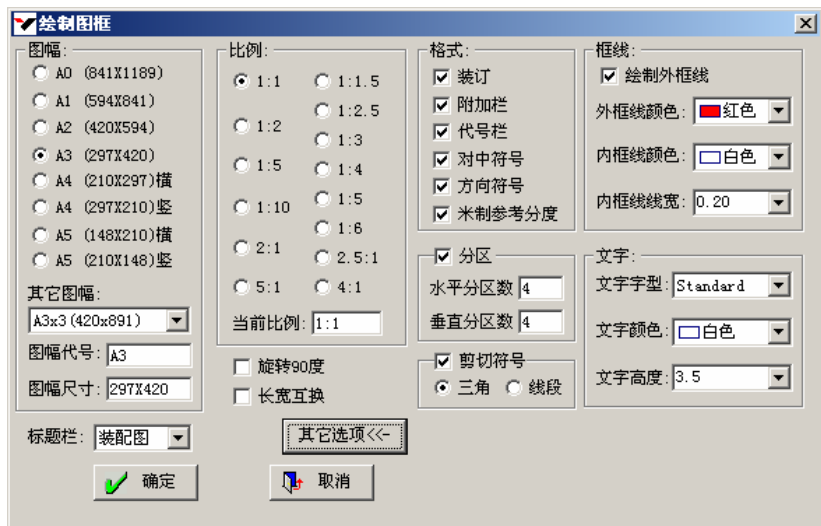 绘制图框
图幅:
A0 (841X1189)
A1 (594X841)
A2 (420X594)
A3 (297X420)
A4 (210X297)橫
A4 (297X210)竖
A5 (148X210)橫
A5 (210X148)竖
其它图幅:
A3x3(420x891)
图幅代号: A3
图幅尺寸: 297X420
标题栏: 装配图
比例:
1:1 1:1.5
1:2.5
1:2
1:3
1:5
1:4
1:5
1:10
1:6
2:1
2.5:1
5:1 4:1
当前比例: 1:1
旋转90度
长宽互换
其它选项<<-
格式:
装订
附加栏
代号栏
对中符号
方向符号
米制参考分度
分区
水平分区数 4
垂直分区数 4
剪切符号
三角 线段
框线:
绘制外框线
外框线颜色: 红色
内框线颜色: 白色
内框线线宽: 0.20
文字:
文字字型: Standard
文字颜色: 白色
文字高度: 3.5
确定
取消